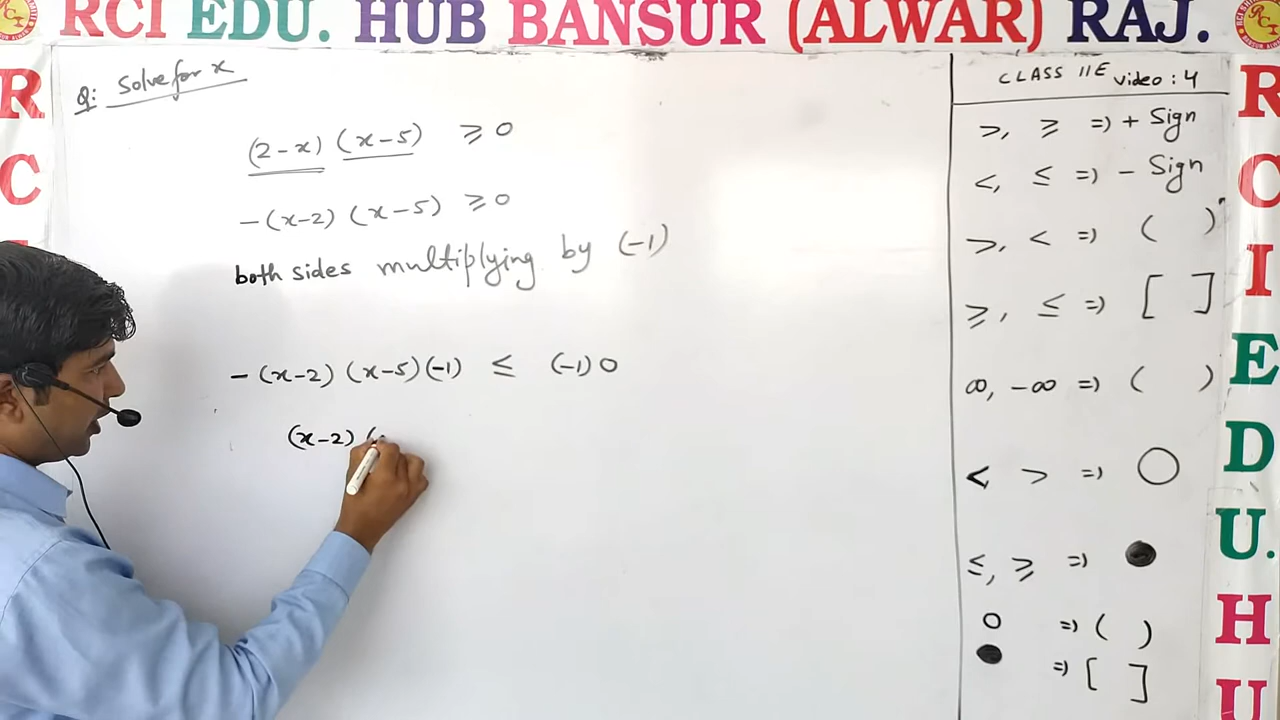 RCI EDU. HUB BANSUR (ALWAR) RAJ.
Q: Solve for x
(2-x) (x-5) ≥ 0
-(x-2) (x-5) ≥ 0
both sides multiplying by (-1)
-(x-2) (x-5)(-1) ≤ (-1) 0
(x-2) (
CLASS 11E video: 4
>, ≥ => + Sign
<, ≤ => - Sign
>, < => ( )
≥, ≤ => [ ]
∞, -∞ => ( )
< > => ○
≤, ≥ => ●
○ => ( )
● => [ ]
R
C
R
C
I
E
D
U.
H
U